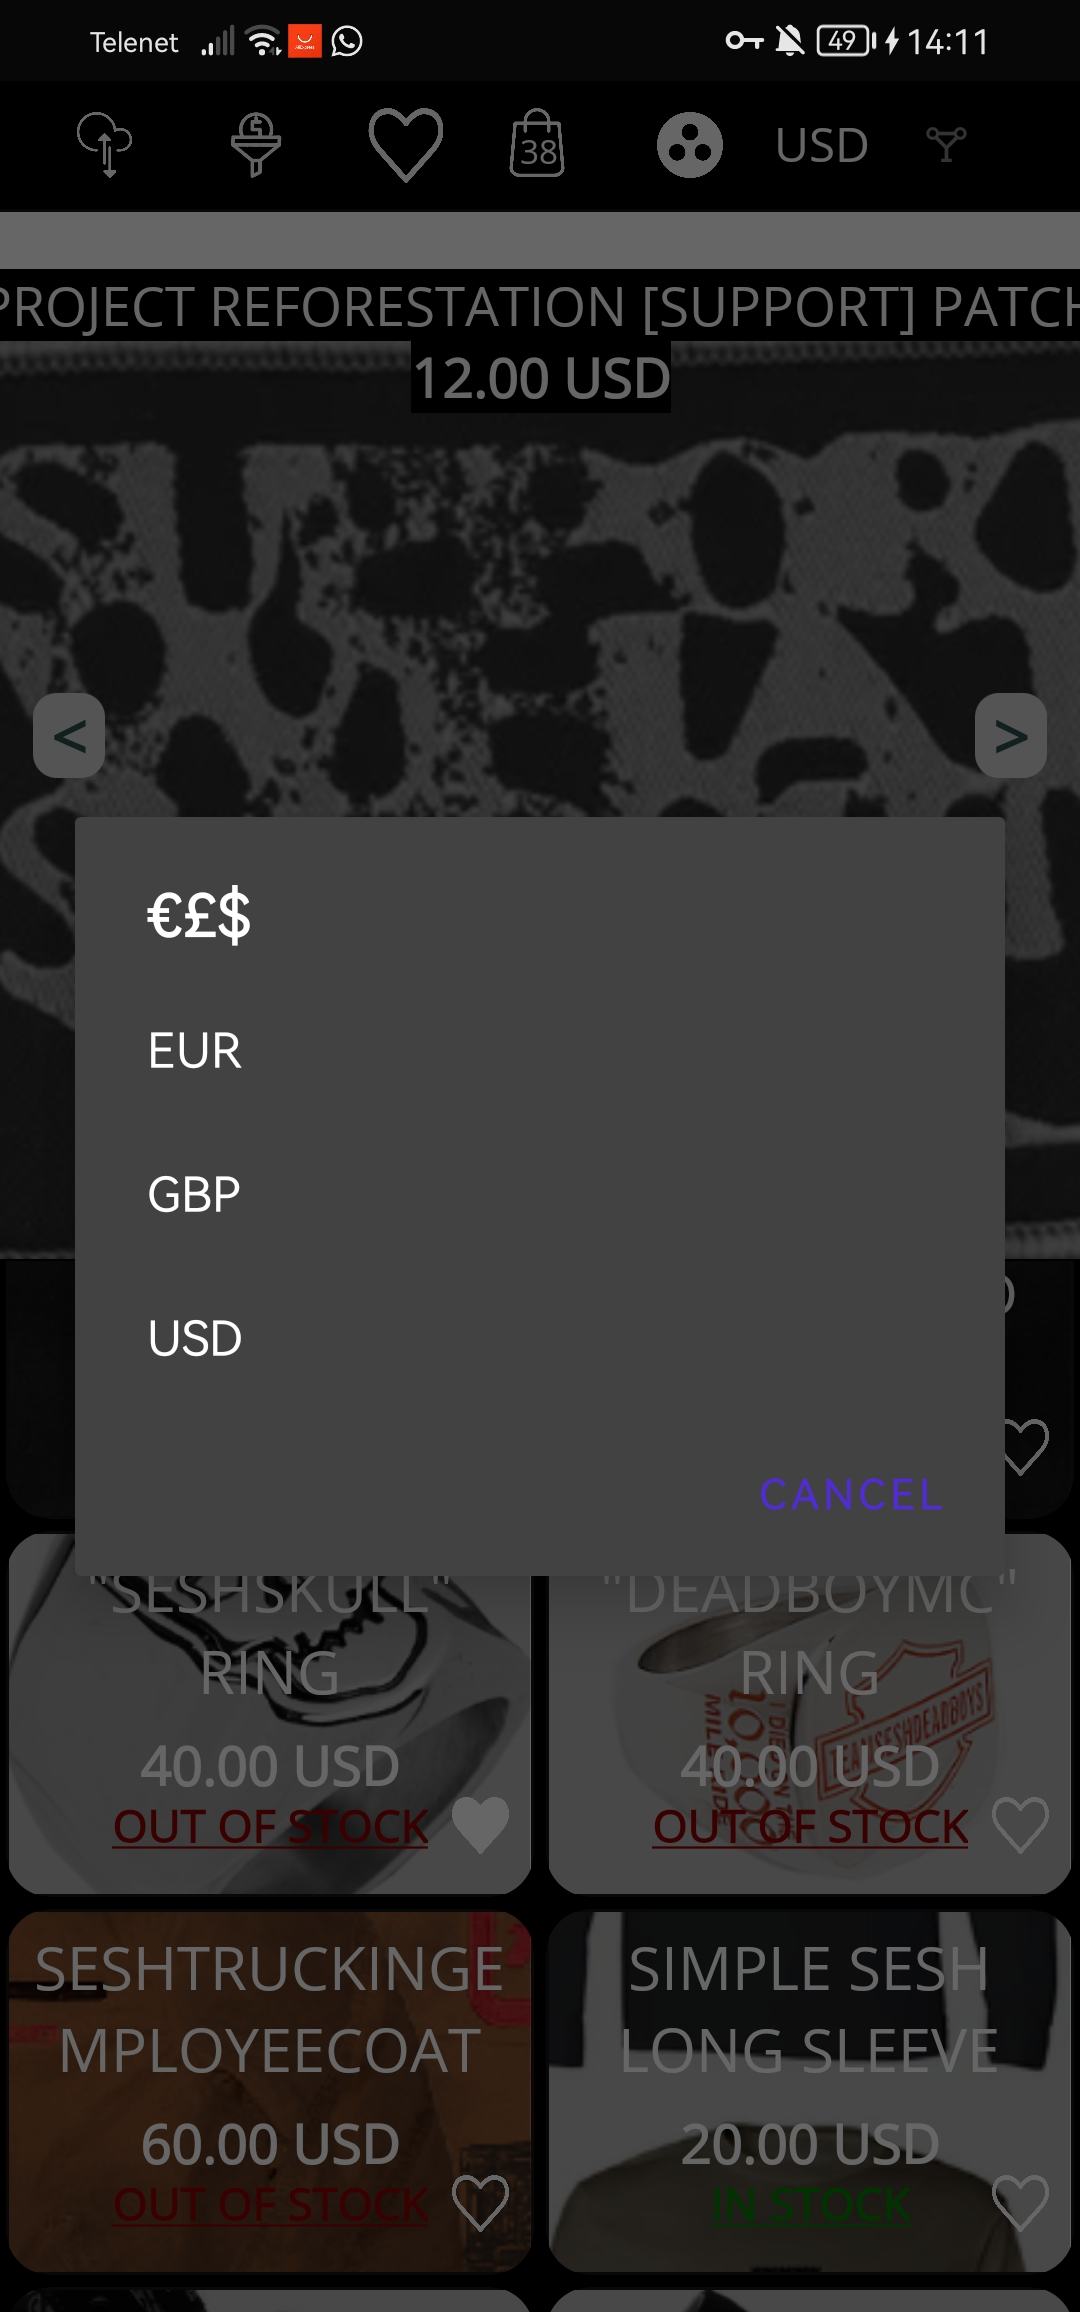 Telenet
49
14:11
38
USD
PROJECT REFORESTATION [SUPPORT] PATCH
12.00 USD
<
>
€£$
EUR
GBP
USD
CANCEL
"SESHSKULL"
RING
40.00 USD
OUT OF STOCK
"DEADBOYMC"
RING
40.00 USD
OUT OF STOCK
SESHTRUCKINGE
MPLOYEECOAT
60.00 USD
OUT OF STOCK
SIMPLE SESH
LONG SLEEVE
20.00 USD
IN STOCK